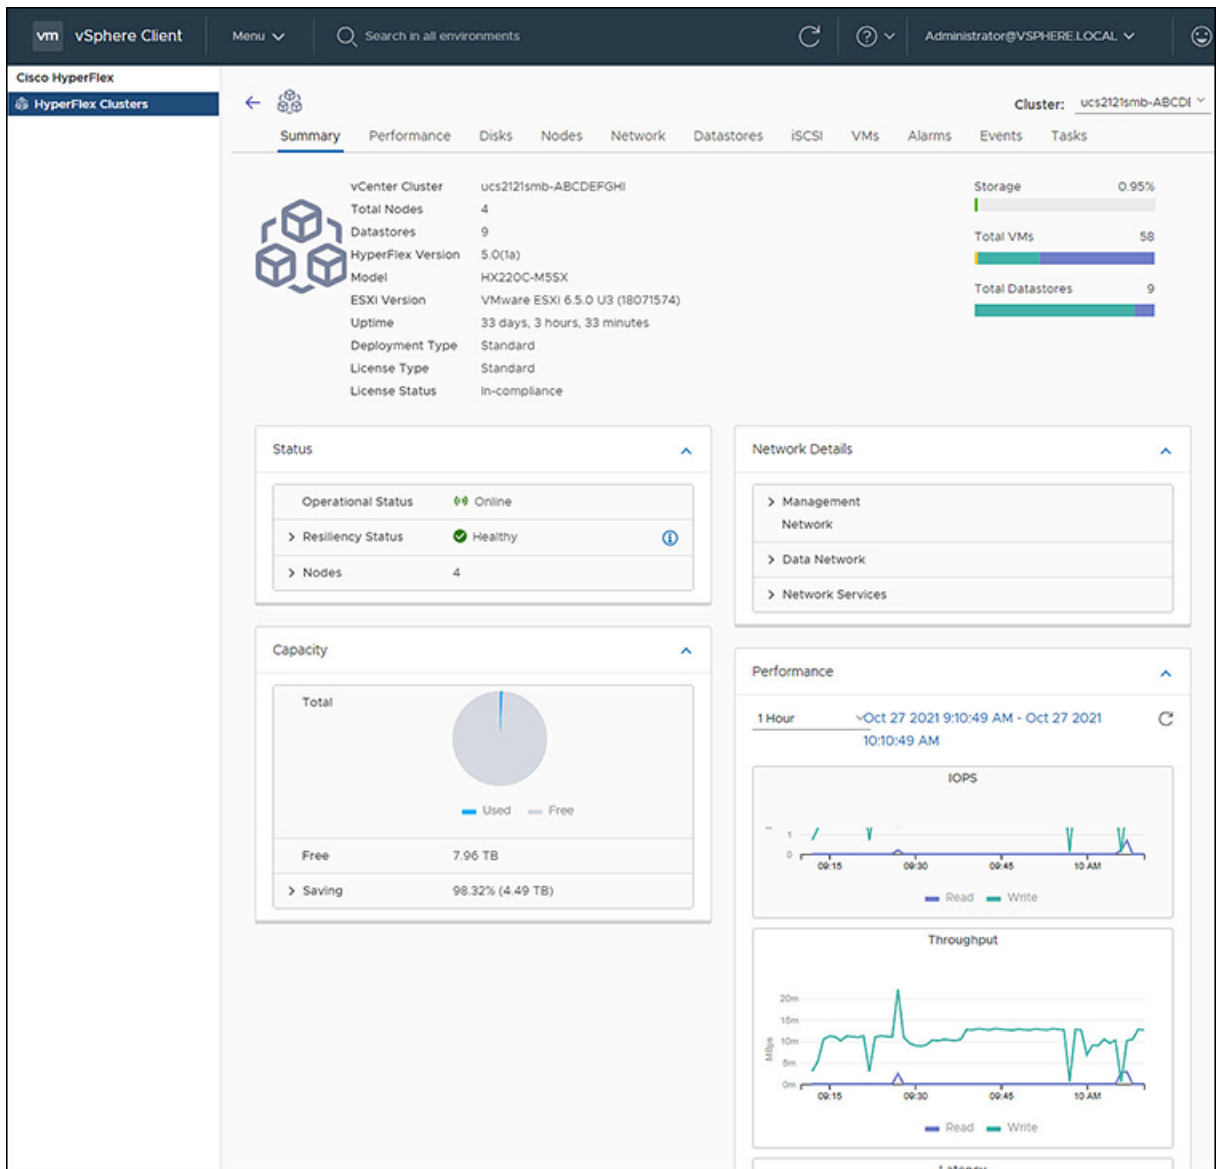 vm vSphere Client Menu Search in all environments Administrator@VSPHERE.LOCAL
Cisco HyperFlex
HyperFlex Clusters
Cluster: ucs2121smb-ABCDE
Summary Performance Disks Nodes Network Datastores iSCSI VMs Alarms Events Tasks
vCenter Cluster ucs2121smb-ABCDEFGHI
Total Nodes 4
Datastores 9
HyperFlex Version 5.0(1a)
Model HX220C-M5SX
ESXi Version VMware ESXi 6.5.0 U3 (18071574)
Uptime 33 days, 3 hours, 33 minutes
Deployment Type Standard
License Type Standard
License Status In-compliance
Storage 0.95%
Total VMs 58
Total Datastores 9
Status
Operational Status Online
Resiliency Status Healthy
Nodes 4
Capacity
Total
Used Free
Free 7.96 TB
Saving 98.32% (4.49 TB)
Network Details
Management
Network
Data Network
Network Services
Performance
1 Hour Oct 27 2021 9:10:49 AM - Oct 27 2021
10:10:49 AM
IOPS
1
0
09:15 09:30 09:45 10 AM
Read Write
Throughput
20m
15m
10m
5m
0m
MBps
09:15 09:30 09:45 10 AM
Read Write